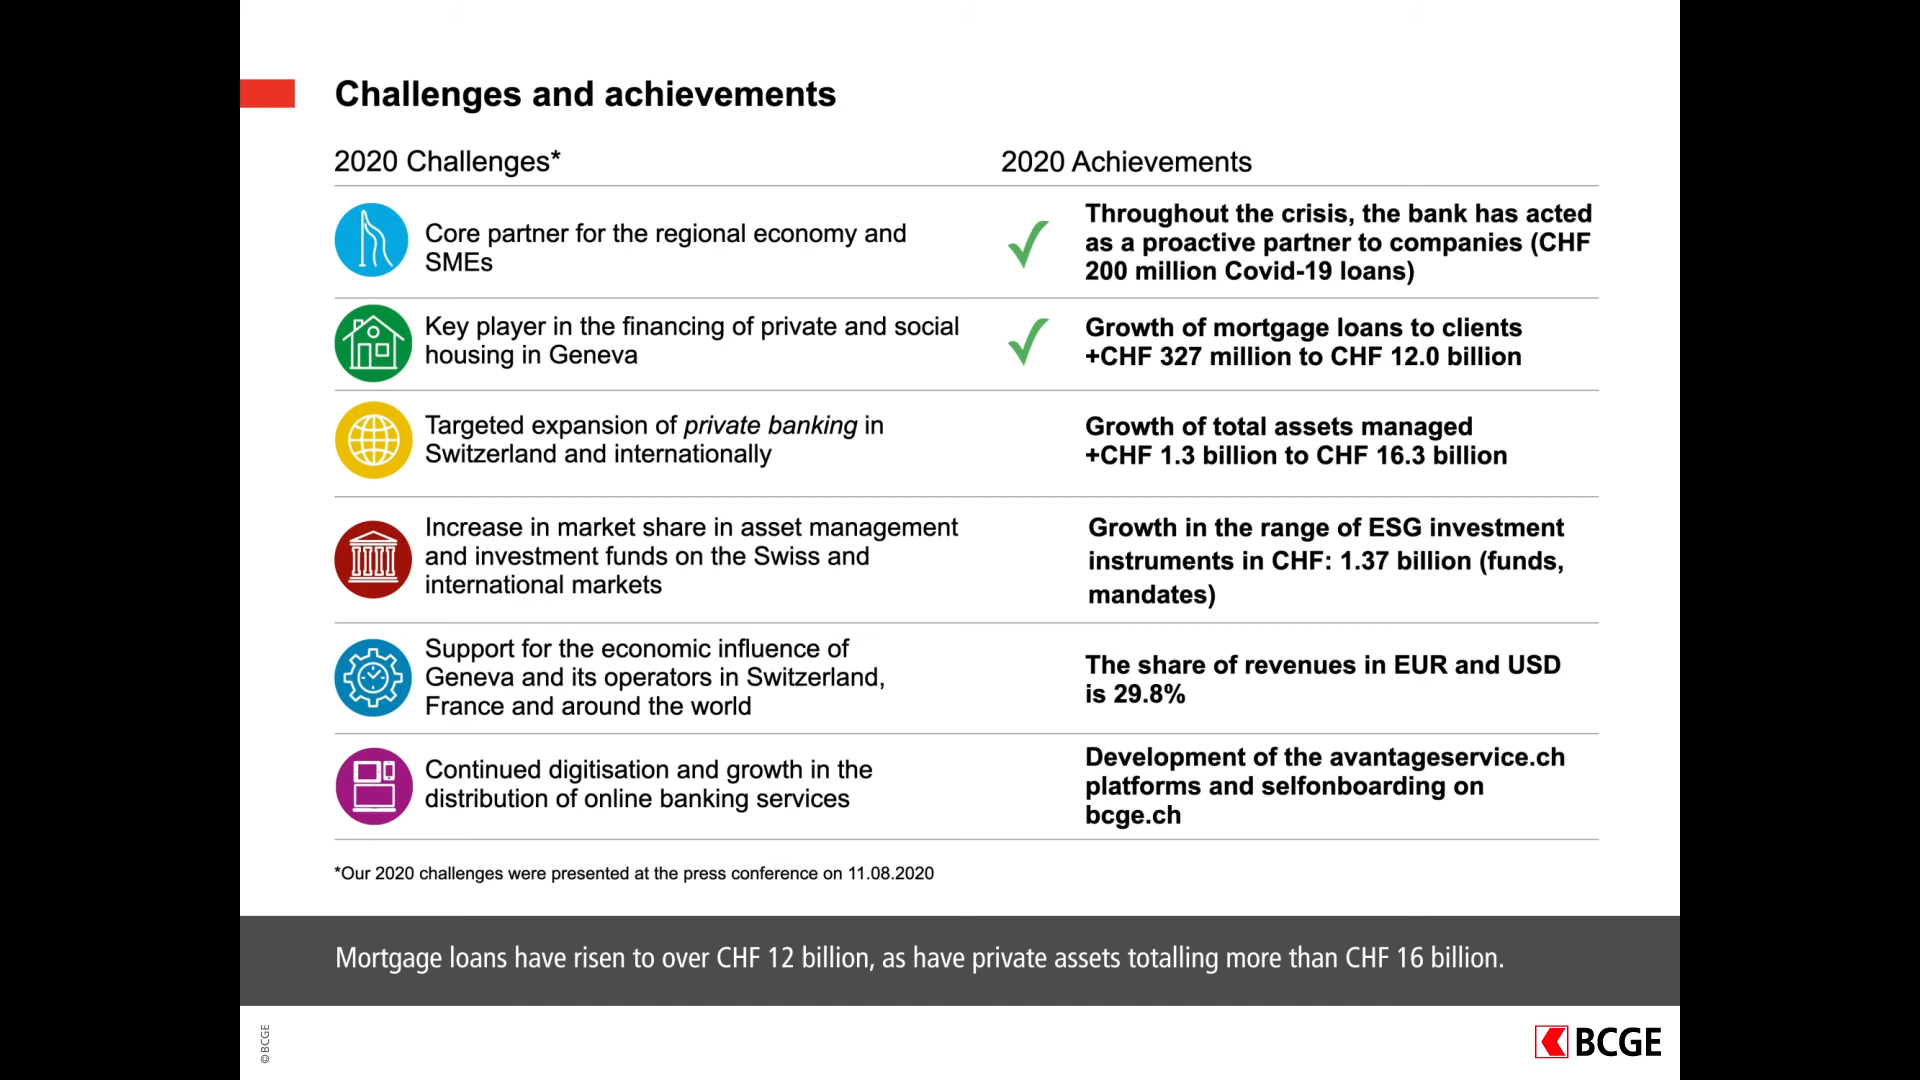 Challenges and achievements
2020 Challenges*
2020 Achievements
Core partner for the regional economy and
SMEs
Throughout the crisis, the bank has acted
as a proactive partner to companies (CHF
200 million Covid-19 loans)
Key player in the financing of private and social
housing in Geneva
Growth of mortgage loans to clients
+CHF 327 million to CHF 12.0 billion
Targeted expansion of private banking in
Switzerland and internationally
Growth of total assets managed
+CHF 1.3 billion to CHF 16.3 billion
Increase in market share in asset management
and investment funds on the Swiss and
international markets
Growth in the range of ESG investment
instruments in CHF: 1.37 billion (funds,
mandates)
Support for the economic influence of
Geneva and its operators in Switzerland,
France and around the world
The share of revenues in EUR and USD
is 29.8%
Continued digitisation and growth in the
distribution of online banking services
Development of the avantageservice.ch
platforms and selfonboarding on
bcge.ch
*Our 2020 challenges were presented at the press conference on 11.08.2020
Mortgage loans have risen to over CHF 12 billion, as have private assets totalling more than CHF 16 billion.
©BCGE
BCGE